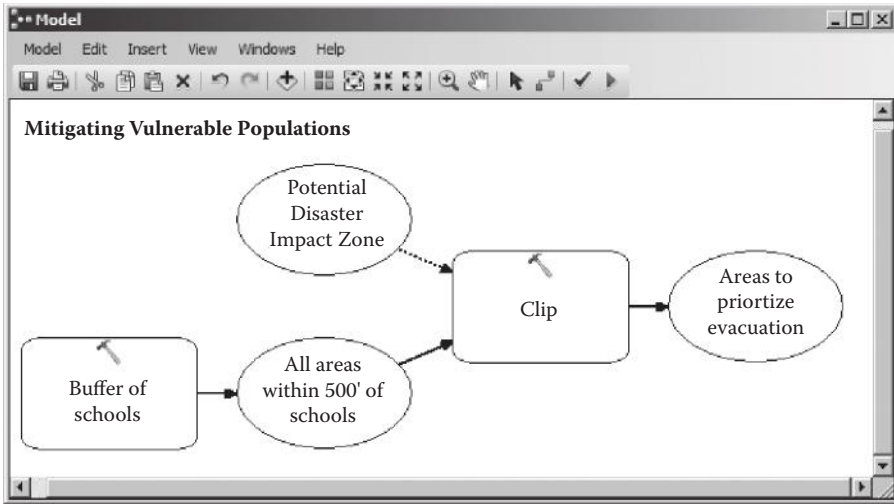 Model
Model Edit Insert View Windows Help
Mitigating Vulnerable Populations
Potential
Disaster
Impact Zone
Clip
Areas to
priortize
evacuation
Buffer of
schools
All areas
within 500' of
schools